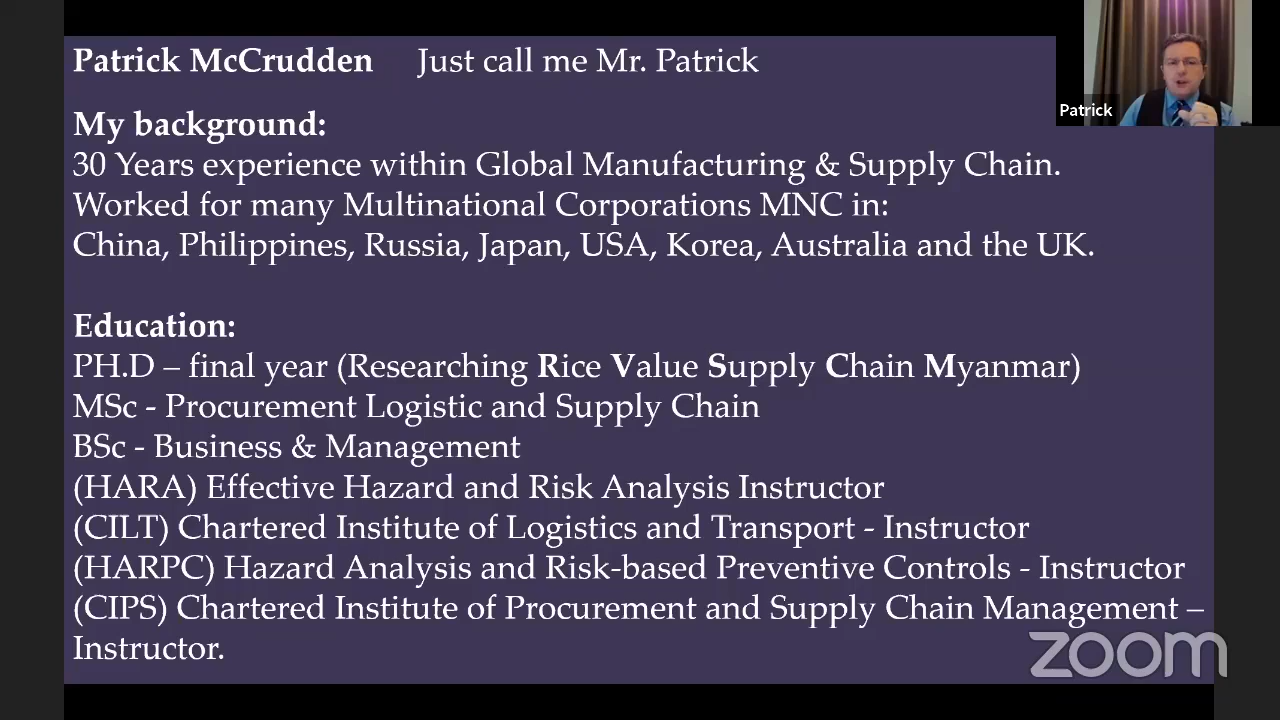 Patrick McCrudden Just call me Mr. Patrick
Patrick
My background:
30 Years experience within Global Manufacturing & Supply Chain.
Worked for many Multinational Corporations MNC in:
China, Philippines, Russia, Japan, USA, Korea, Australia and the UK.
Education:
PH.D – final year (Researching Rice Value Supply Chain Myanmar)
MSc - Procurement Logistic and Supply Chain
BSc - Business & Management
(HARA) Effective Hazard and Risk Analysis Instructor
(CILT) Chartered Institute of Logistics and Transport - Instructor
(HARPC) Hazard Analysis and Risk-based Preventive Controls - Instructor
(CIPS) Chartered Institute of Procurement and Supply Chain Management –
Instructor.
zoom